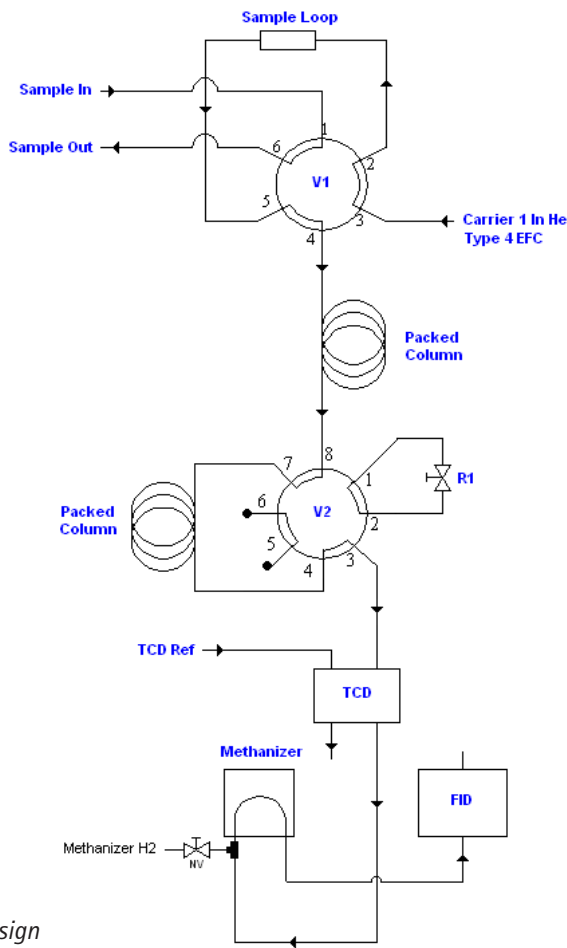 Sample Loop
Sample In
Sample Out
1
6
2
V1
5
3
4
Carrier 1 In He
Type 4 EFC
Packed
Column
8
7
1
R1
6
V2
2
Packed
Column
5
4
3
TCD Ref
TCD
Methanizer
FID
Methanizer H2
NV
sign